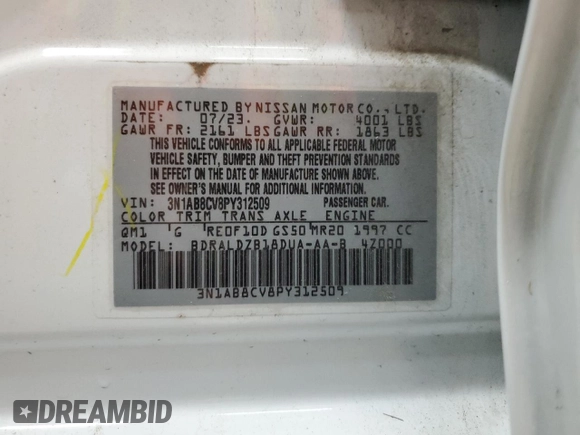 MANUFACTURED BY NISSAN MOTOR CO., LTD.
DATE: 07/23. GVWR: 4001 LBS
GAWR FR: 2161 LBS GAWR RR: 1863 LBS
THIS VEHICLE CONFORMS TO ALL APPLICABLE FEDERAL MOTOR
VEHICLE SAFETY, BUMPER AND THEFT PREVENTION STANDARDS
IN EFFECT ON THE DATE OF MANUFACTURE SHOWN ABOVE.
SEE OWNER'S MANUAL FOR ADDITIONAL INFORMATION.
VIN: 3N1AB8CV8PY312509 PASSENGER CAR.
COLOR TRIM TRANS AXLE ENGINE
QM1 G RE0F10D GS50 MR20 1997 CC
MODEL: BDRALDZB18DUA-AA-B 4Z000
3N1AB8CV8PY312509
DREAMBID